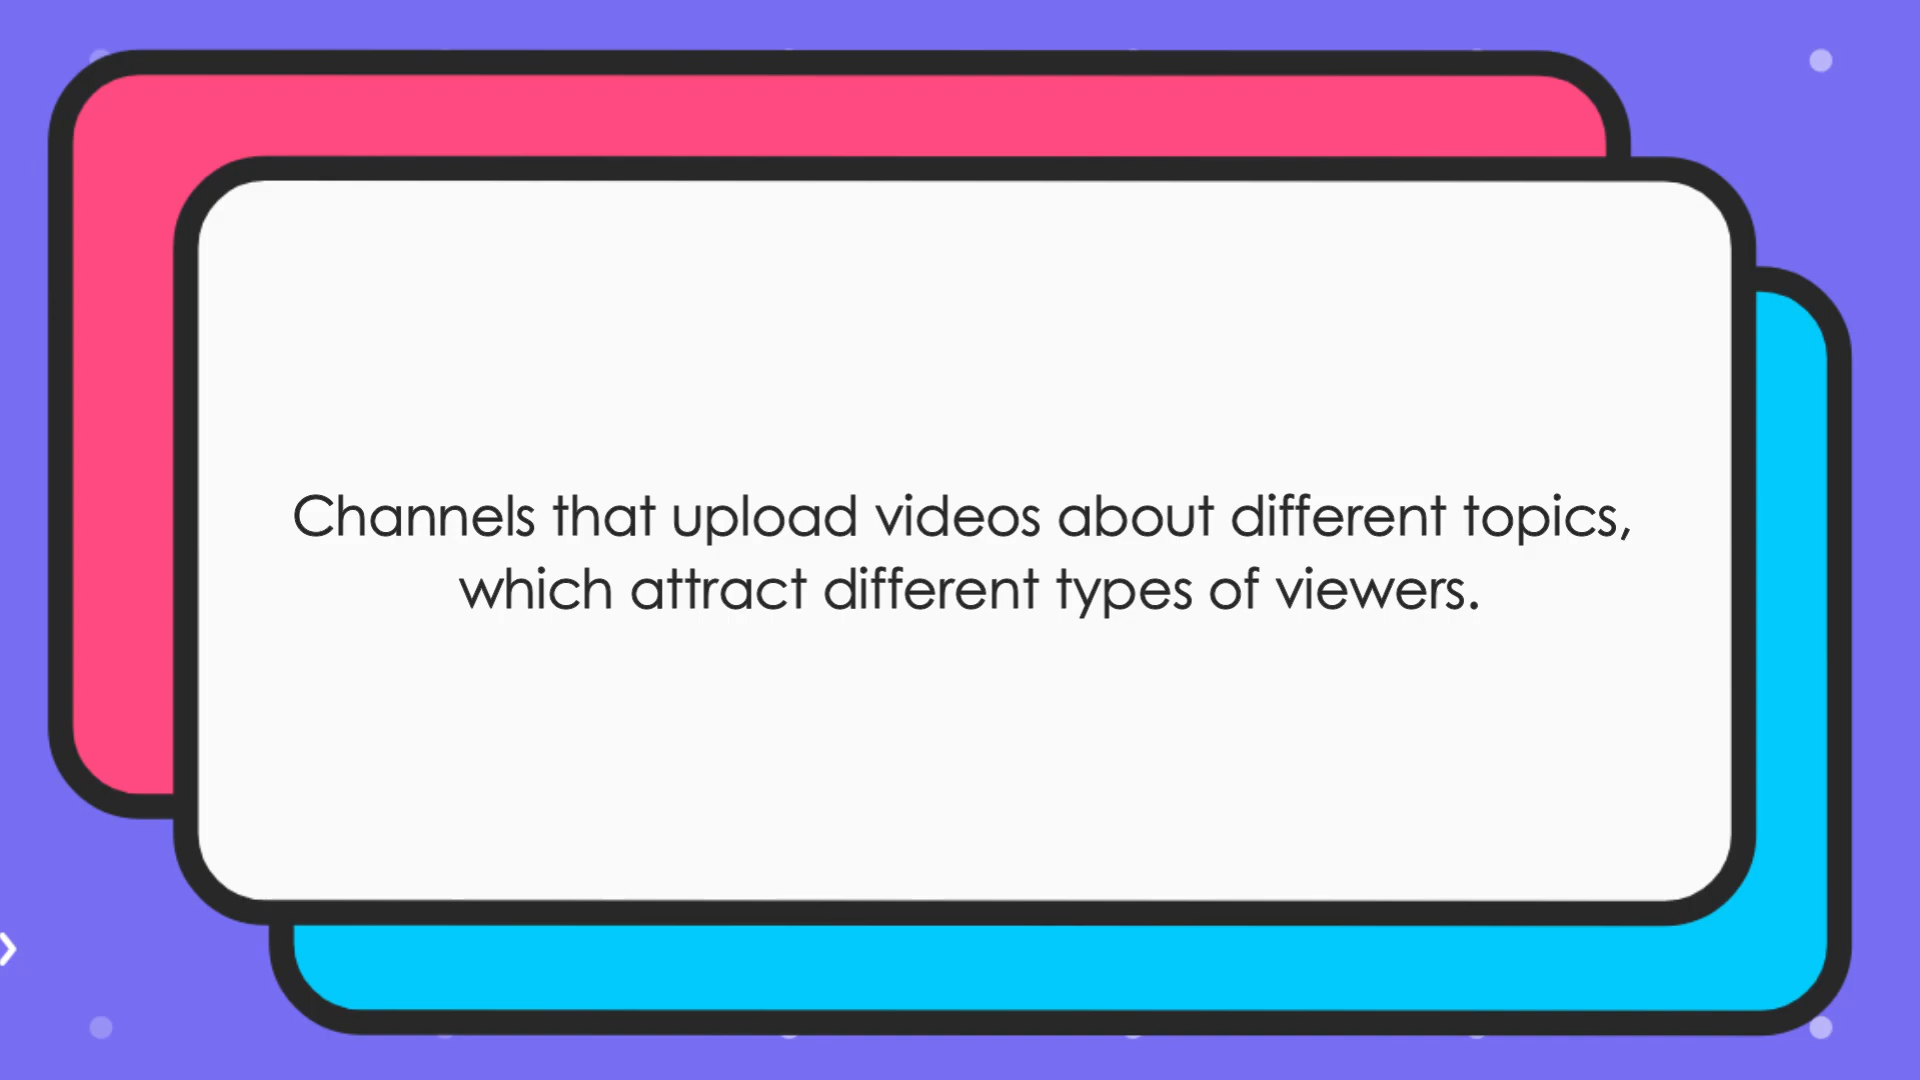 Channels that upload videos about different topics,
which attract different types of viewers.